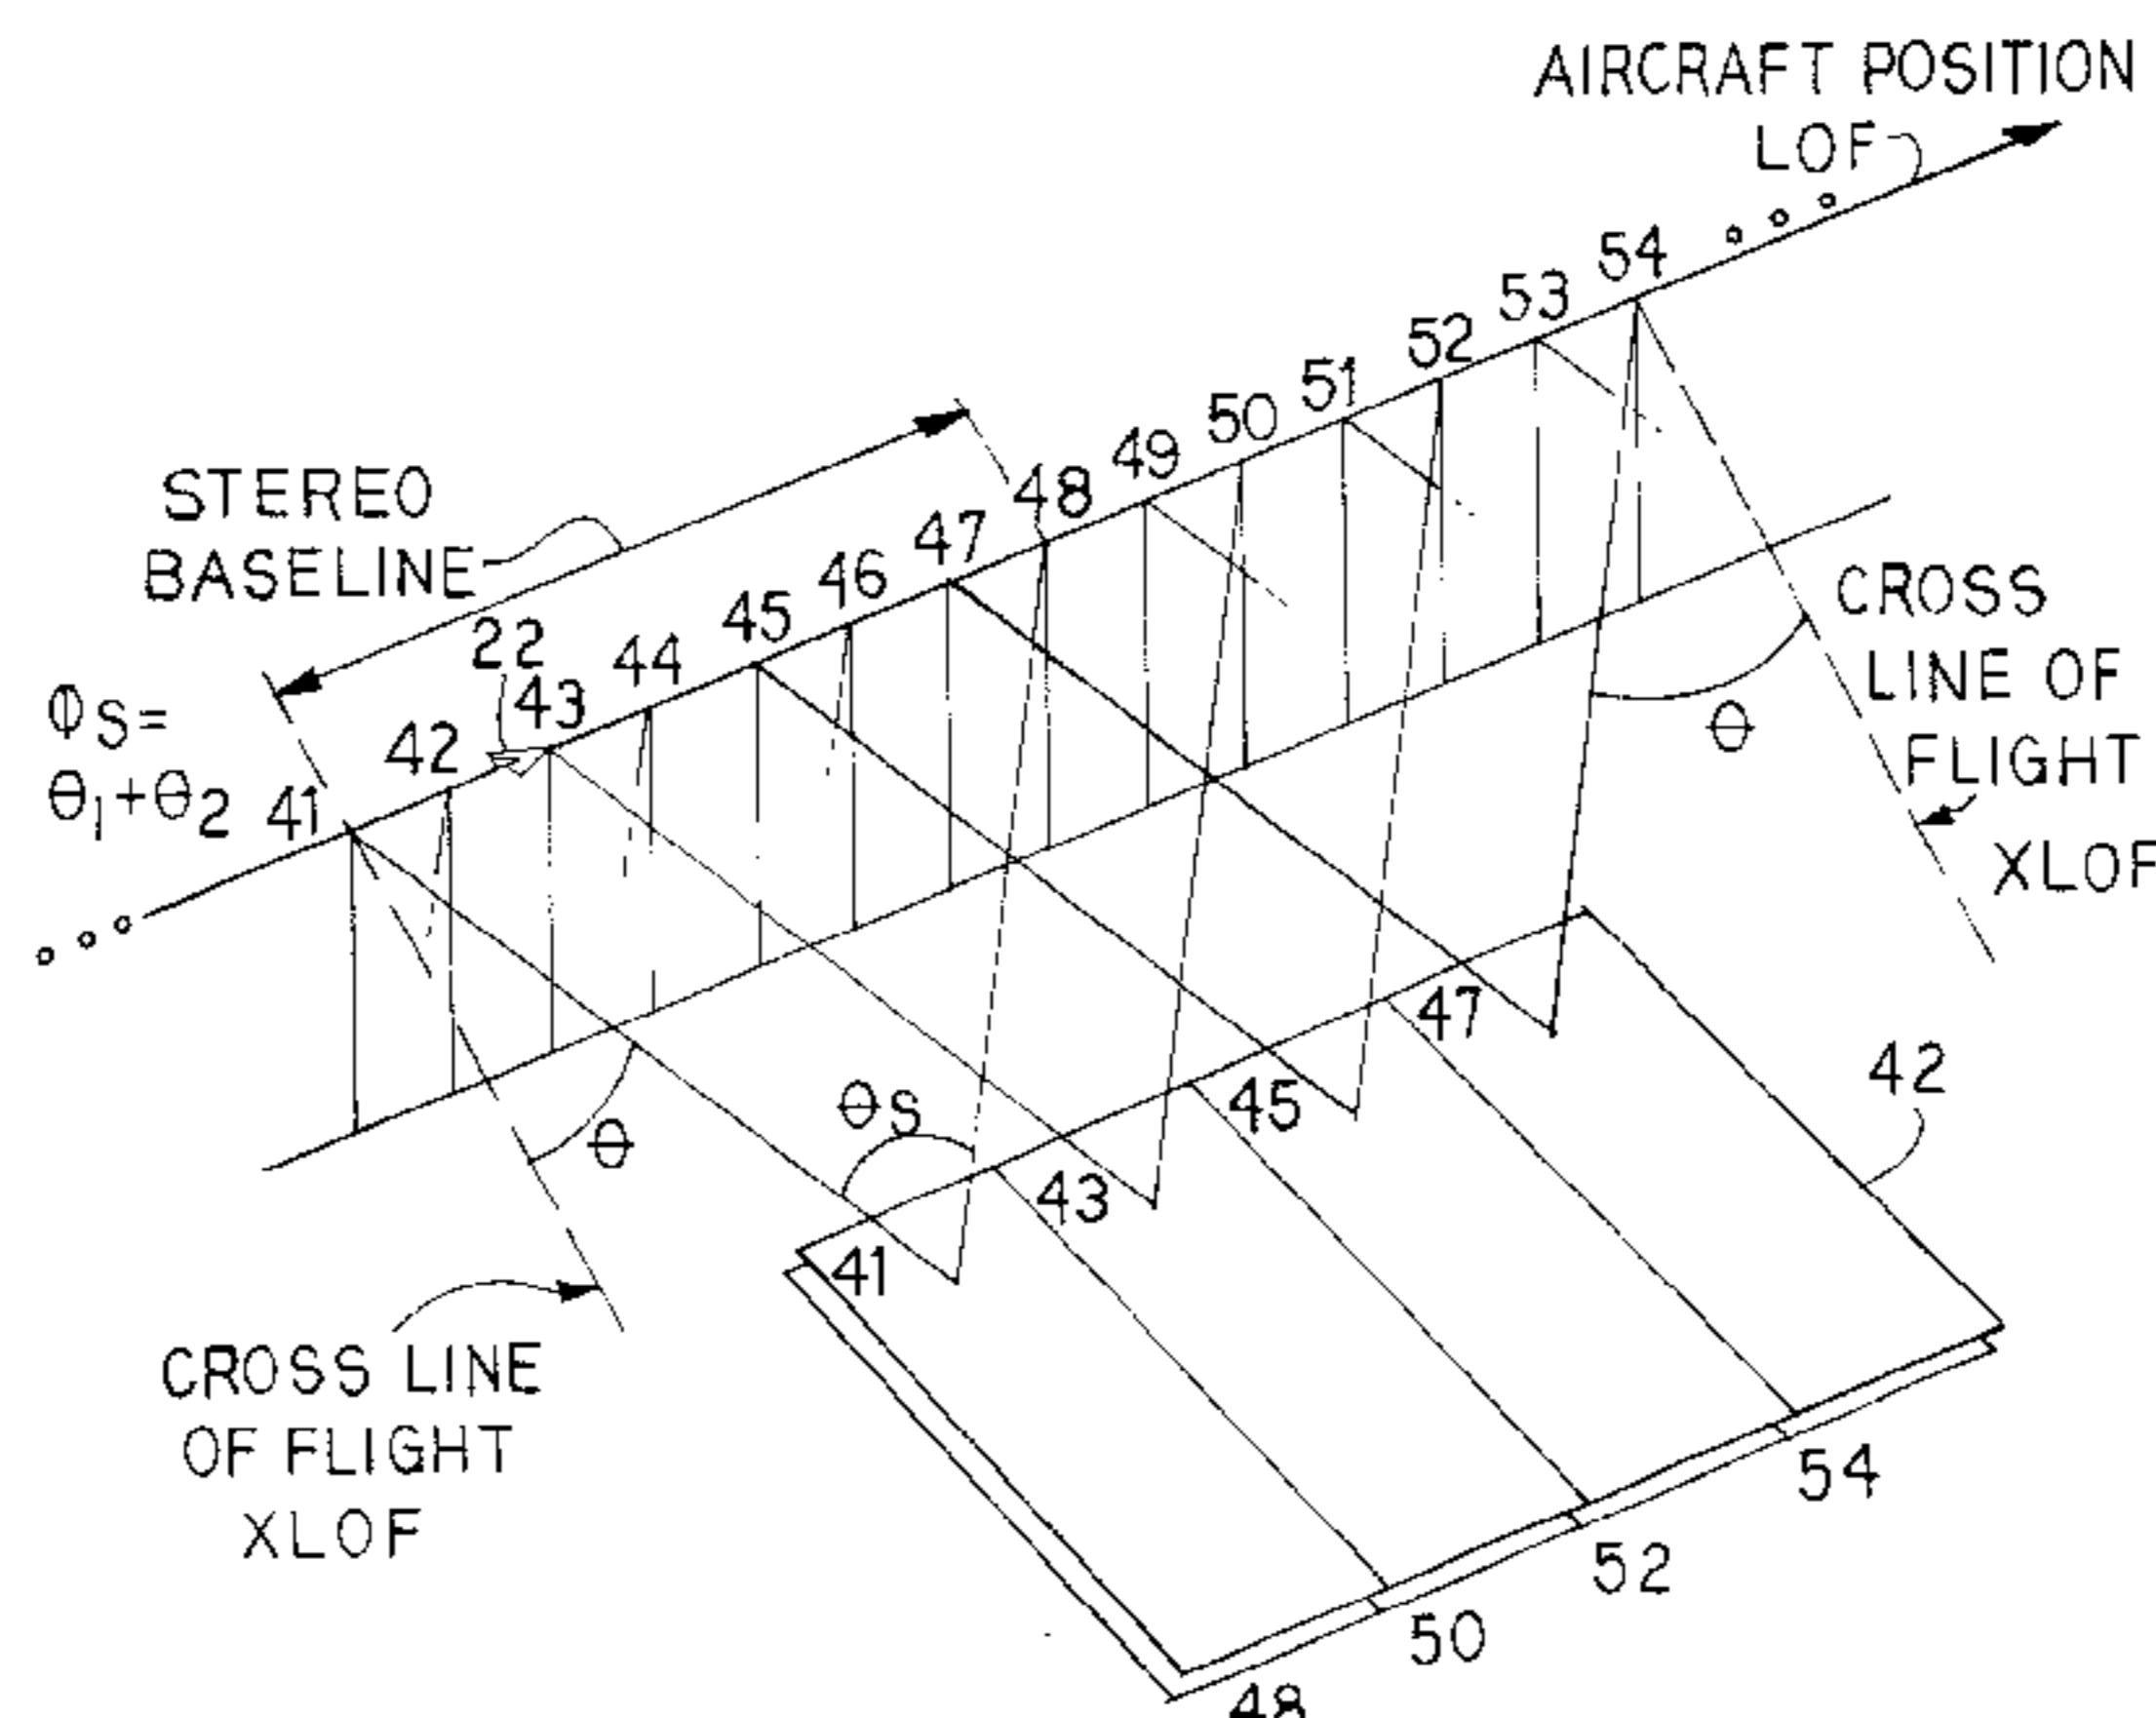 AIRCRAFT POSITION
LOF
54
53
52
51
50
49
48
47
46
45
44
43
22
42
41
STEREO
BASELINE
ΦS=
θ1+θ2
CROSS
LINE OF
FLIGHT
XLOF
θ
θ
θS
47
45
43
41
42
CROSS LINE
OF FLIGHT
XLOF
54
52
50
48